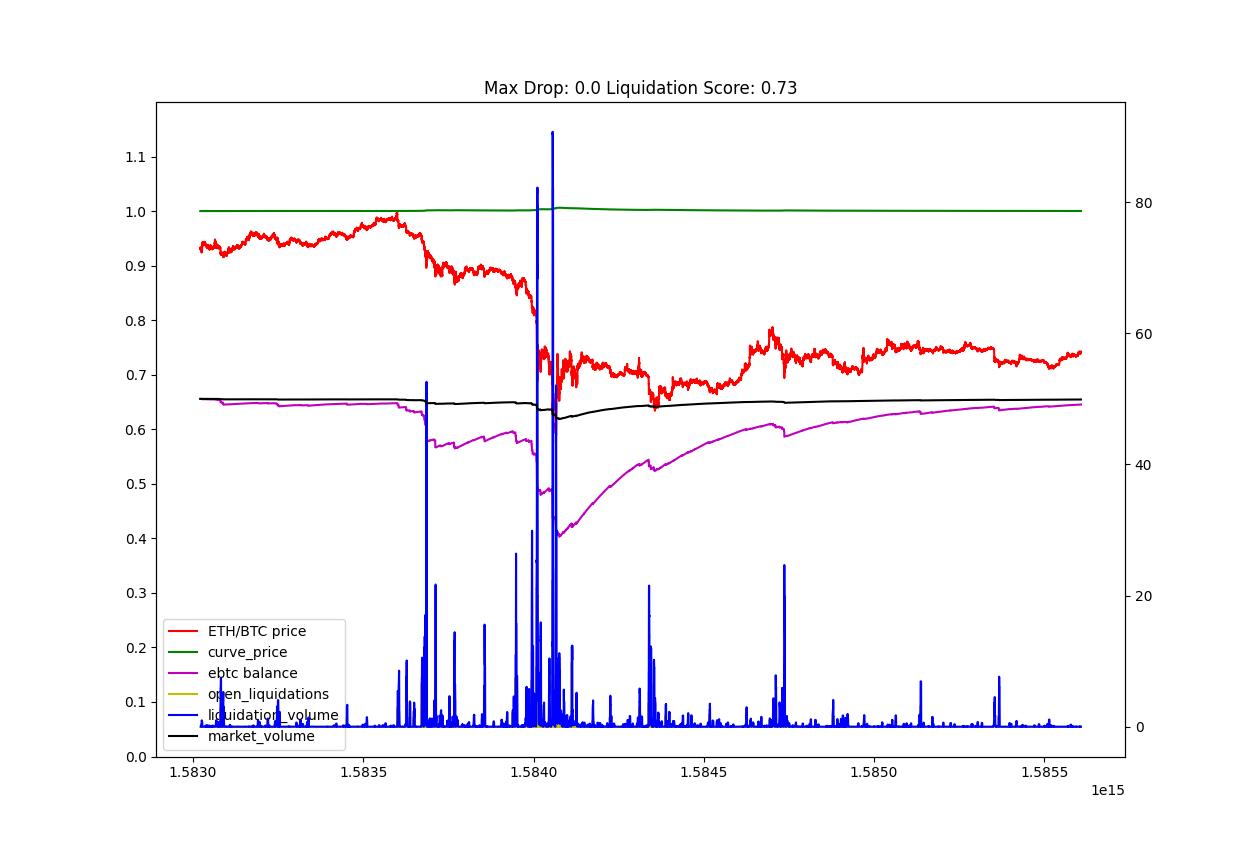 Max Drop: 0.0 Liquidation Score: 0.73
1.1
1.0
0.9
0.8
0.7
0.6
0.5
0.4
0.3
0.2
0.1
0.0
80
60
40
20
0
ETH/BTC price
curve_price
ebtc balance
open_liquidations
liquidation_volume
market_volume
1.5830 1.5835 1.5840 1.5845 1.5850 1.5855
1e15